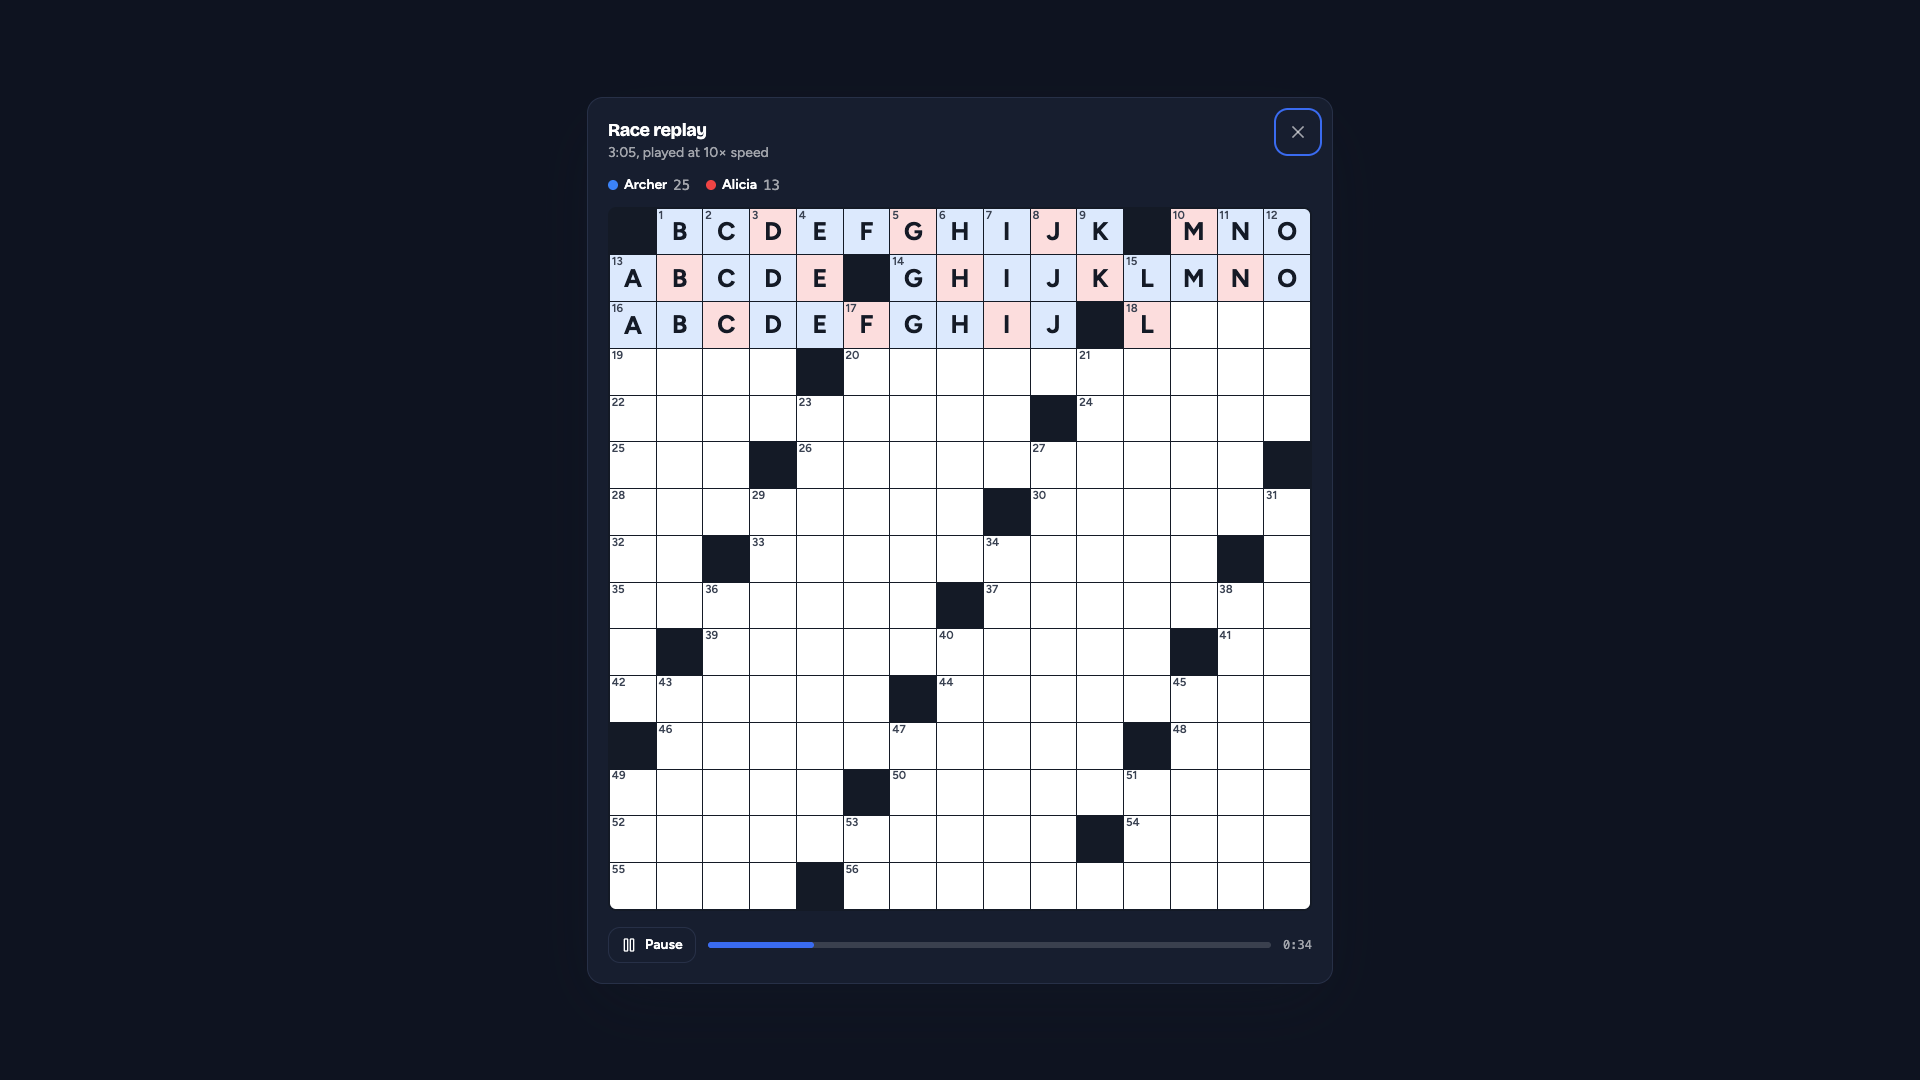 Race replay
3:05, played at 10× speed
Archer 25 Alicia 13
1 2 3 4 5 6 7 8 9 10 11 12
B C D E F G H I J K M N O
13 14 15
A B C D E G H I J K L M N O
16 17 18
A B C D E F G H I J L
19 20 21
22 23 24
25 26 27
28 29 30 31
32 33 34
35 36 37 38
39 40 41
42 43 44 45
46 47 48
49 50 51
52 53 54
55 56
Pause 0:34